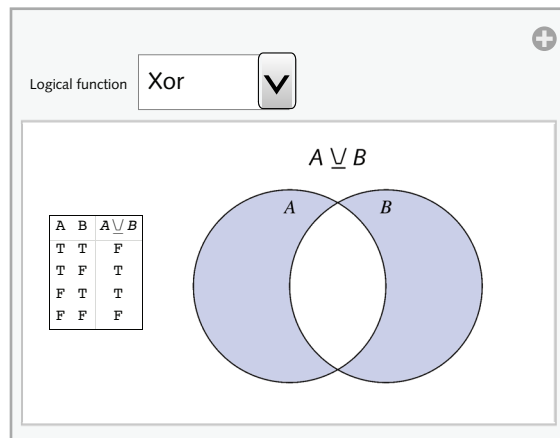 Logical function Xor
A ⊻ B
A B
A B A ⊻ B
T T F
T F T
F T T
F F F